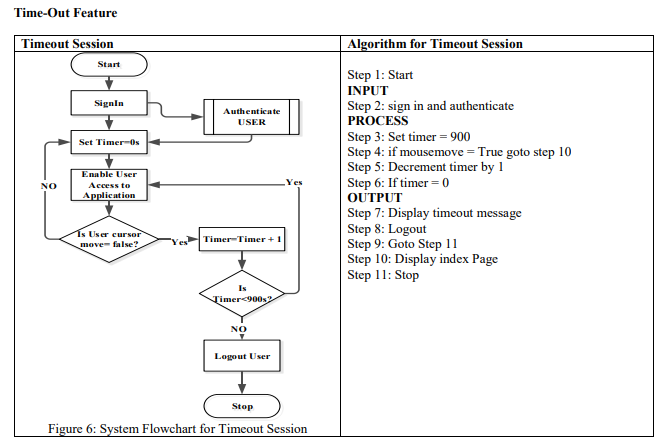 Time-Out Feature
Timeout Session
Start
SignIn
Authenticate
USER
Set Timer=0s
Enable User
Access to
Application
NO
Yes
Is User cursor
move= false?
Yes
Timer=Timer + 1
Is
Timer<900s?
NO
Logout User
Stop
Figure 6: System Flowchart for Timeout Session
Algorithm for Timeout Session
Step 1: Start
INPUT
Step 2: sign in and authenticate
PROCESS
Step 3: Set timer = 900
Step 4: if mousemove = True goto step 10
Step 5: Decrement timer by 1
Step 6: If timer = 0
OUTPUT
Step 7: Display timeout message
Step 8: Logout
Step 9: Goto Step 11
Step 10: Display index Page
Step 11: Stop